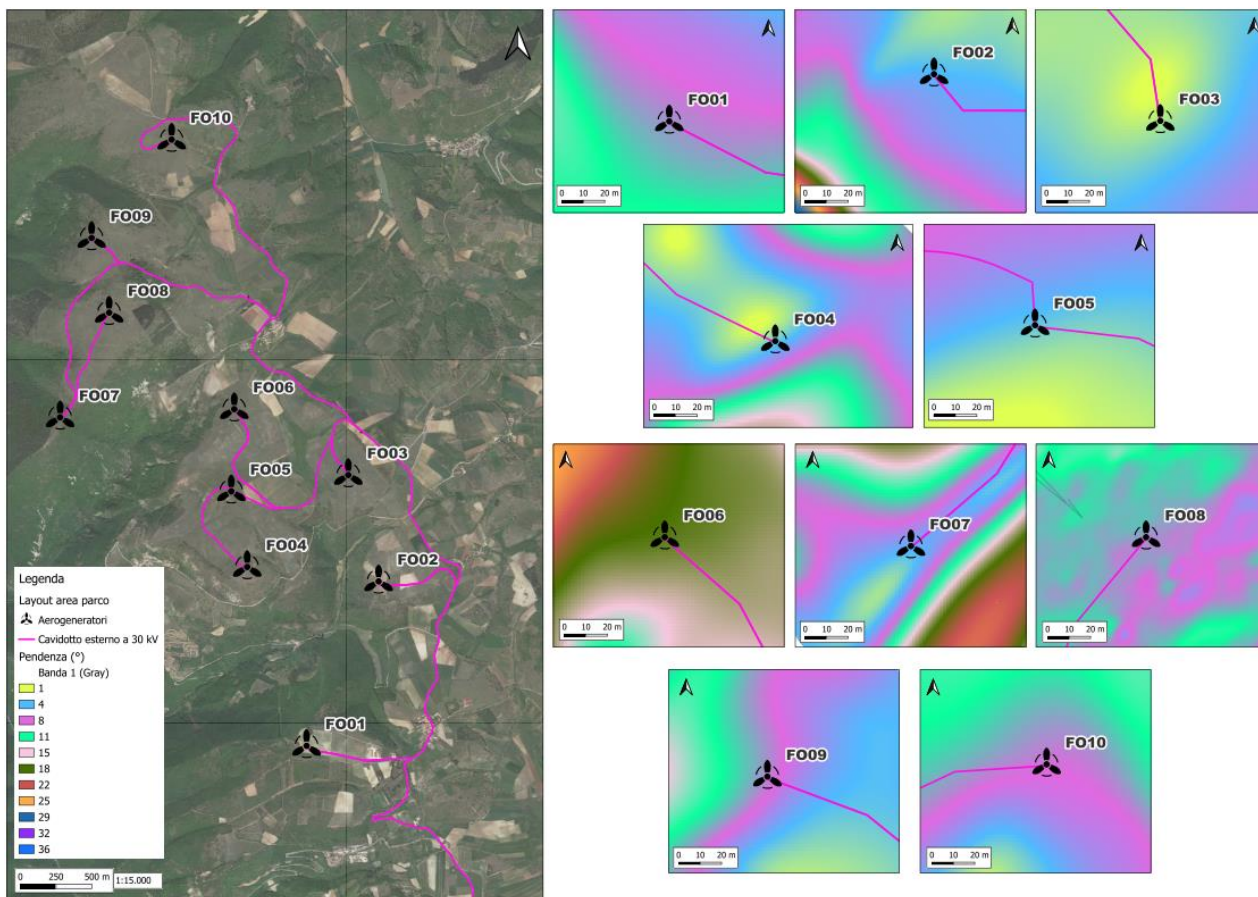 FO10
FO09
FO08
FO07
FO06
FO03
FO05
FO04
FO02
FO01
Legenda
Layout area parco
Aerogeneratori
Cavidotto esterno a 30 kV
Pendenza (°)
Banda 1 (Gray)
1
4
8
11
15
18
22
25
29
32
36
0 250 500 m
1:15.000
FO01
0 10 20 m
FO02
0 10 20 m
FO03
0 10 20 m
FO04
0 10 20 m
FO05
0 10 20 m
FO06
0 10 20 m
FO07
0 10 20 m
FO08
0 10 20 m
FO09
0 10 20 m
FO10
0 10 20 m